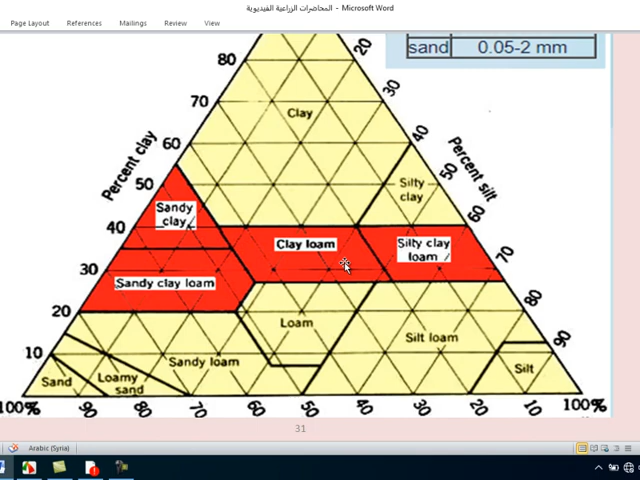 المحاضرات الزراعية الفيديوية - Microsoft Word
Page Layout References Mailings Review View
sand 0.05-2 mm
20
80
30
70
Clay
40
60
Percent clay
Percent silt
50
50
Silty
clay
60
Sandy
clay
40
Clay loam
Silty clay
loam
70
30
Sandy clay loam
80
20
Loam
Silt loam
90
10
Sandy loam
Sand
Loamy
sand
Silt
100%
90 80 70 60 50 40 30 20 10
100%
31
Arabic (Syria)